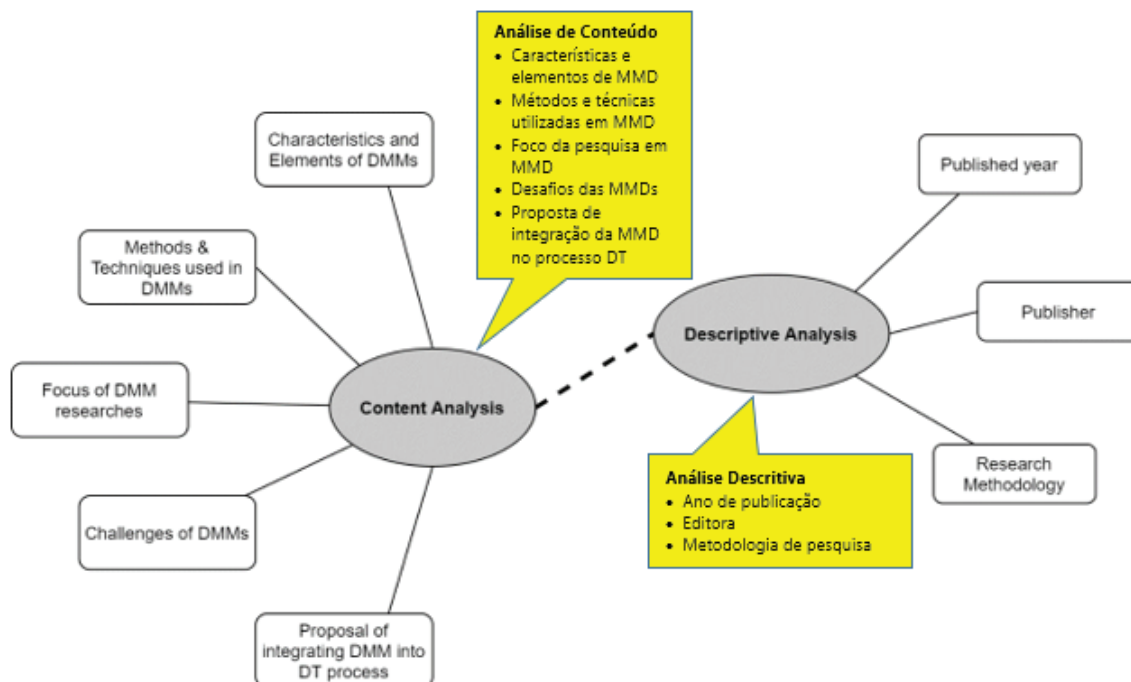 Análise de Conteúdo
• Características e
elementos de MMD
• Métodos e técnicas
utilizadas em MMD
• Foco da pesquisa em
MMD
• Desafios das MMDs
• Proposta de
integração da MMD
no processo DT
Characteristics and
Elements of DMMs
Methods &
Techniques used in
DMMs
Focus of DMM
researches
Challenges of DMMs
Proposal of
integrating DMM into
DT process
Content Analysis
Descriptive Analysis
Published year
Publisher
Research
Methodology
Análise Descritiva
• Ano de publicação
• Editora
• Metodologia de pesquisa